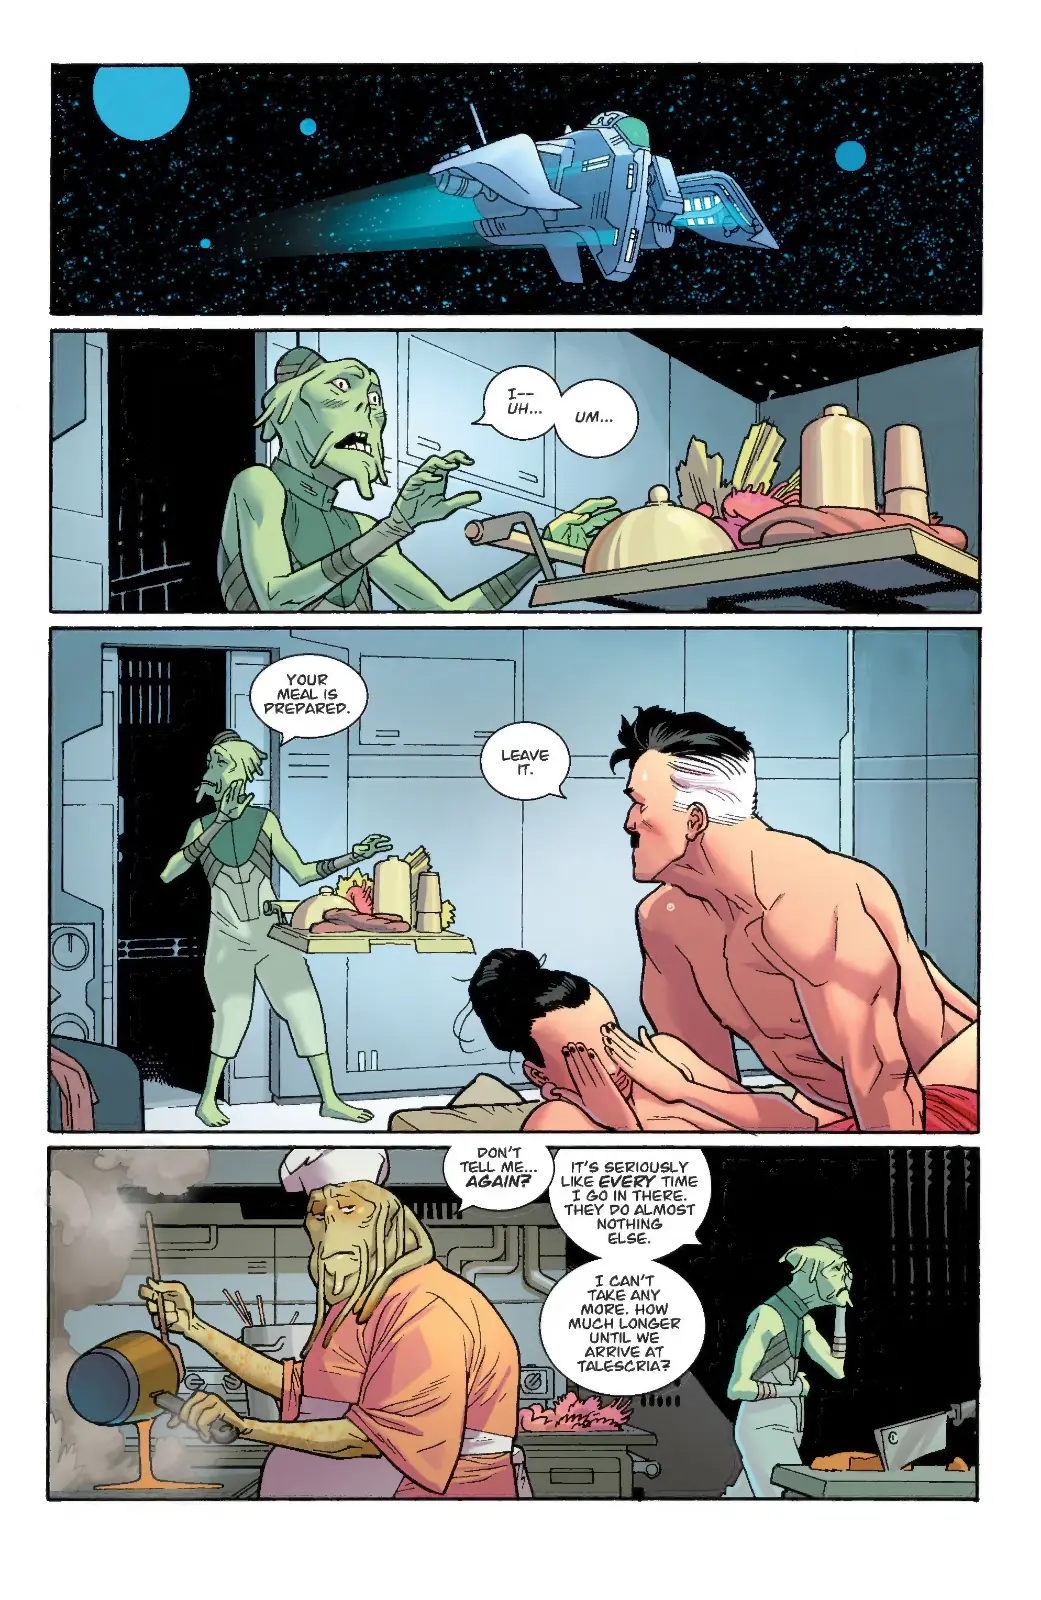 I--
UH...
UM...
YOUR
MEAL IS
PREPARED.
LEAVE
IT.
DON'T
TELL ME...
AGAIN?
IT'S SERIOUSLY
LIKE EVERY TIME
I GO IN THERE.
THEY DO ALMOST
NOTHING
ELSE.
I CAN'T
TAKE ANY
MORE. HOW
MUCH LONGER
UNTIL WE
ARRIVE AT
TALESCRIA?